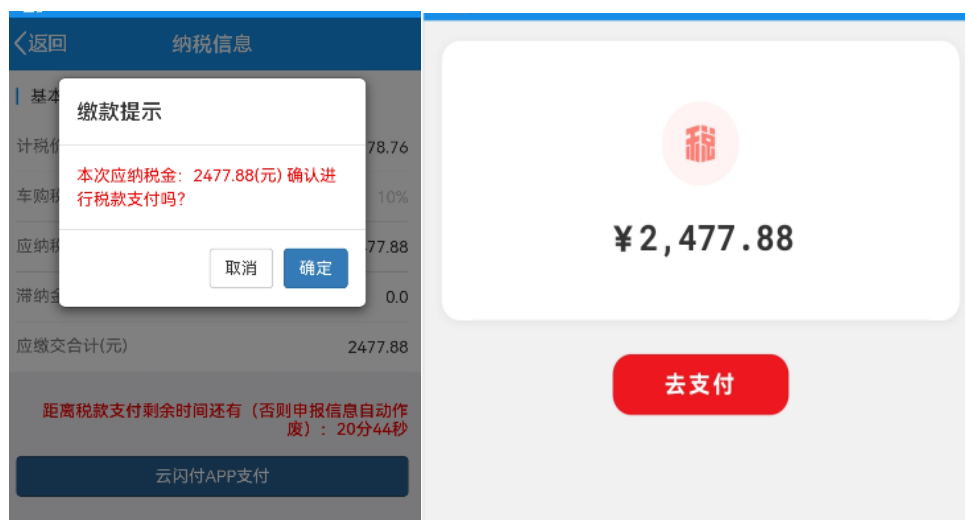 返回
纳税信息
基本
缴款提示
计税价
78.76
本次应纳税金：2477.88(元) 确认进
行税款支付吗？
车购税
10%
应纳税
77.88
取消
确定
滞纳金
0.0
应缴交合计(元)
2477.88
距离税款支付剩余时间还有（否则申报信息自动作
废）：20分44秒
云闪付APP支付
税
¥2,477.88
去支付